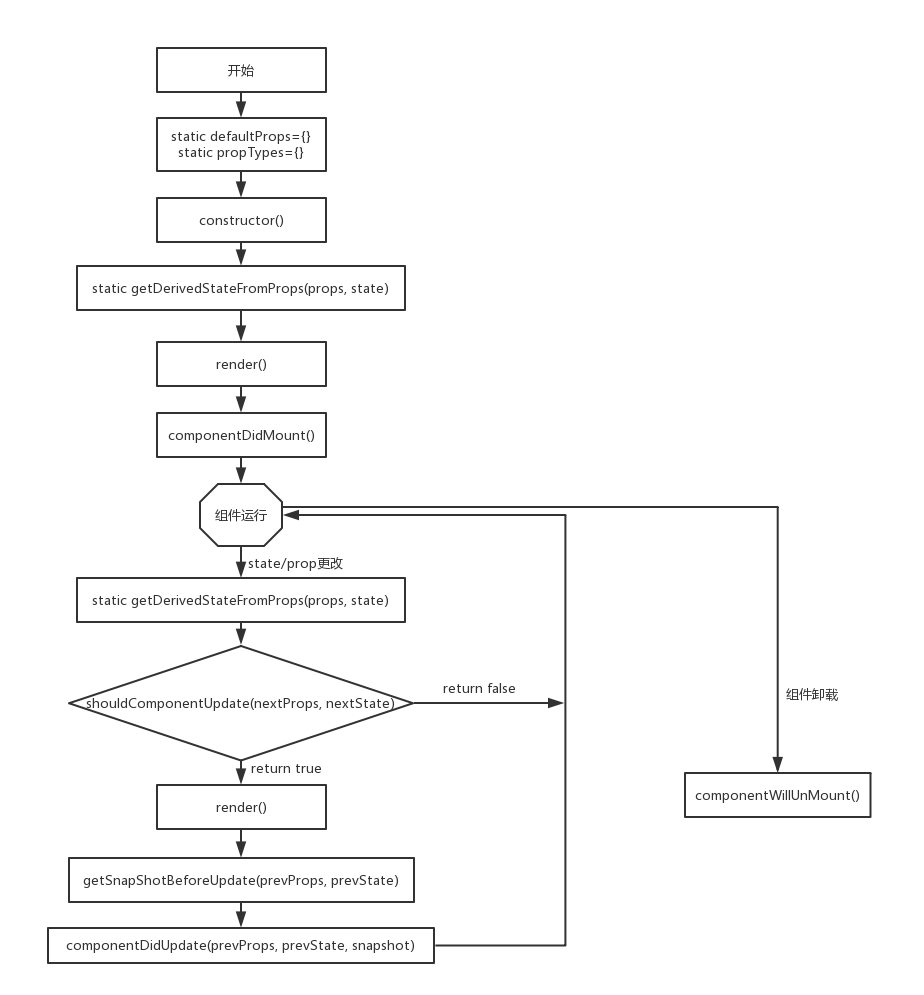 开始
static defaultProps={}
static propTypes={}
constructor()
static getDerivedStateFromProps(props, state)
render()
componentDidMount()
组件运行
state/prop更改
static getDerivedStateFromProps(props, state)
return false
shouldComponentUpdate(nextProps, nextState)
组件卸载
return true
componentWillUnMount()
render()
getSnapShotBeforeUpdate(prevProps, prevState)
componentDidUpdate(prevProps, prevState, snapshot)